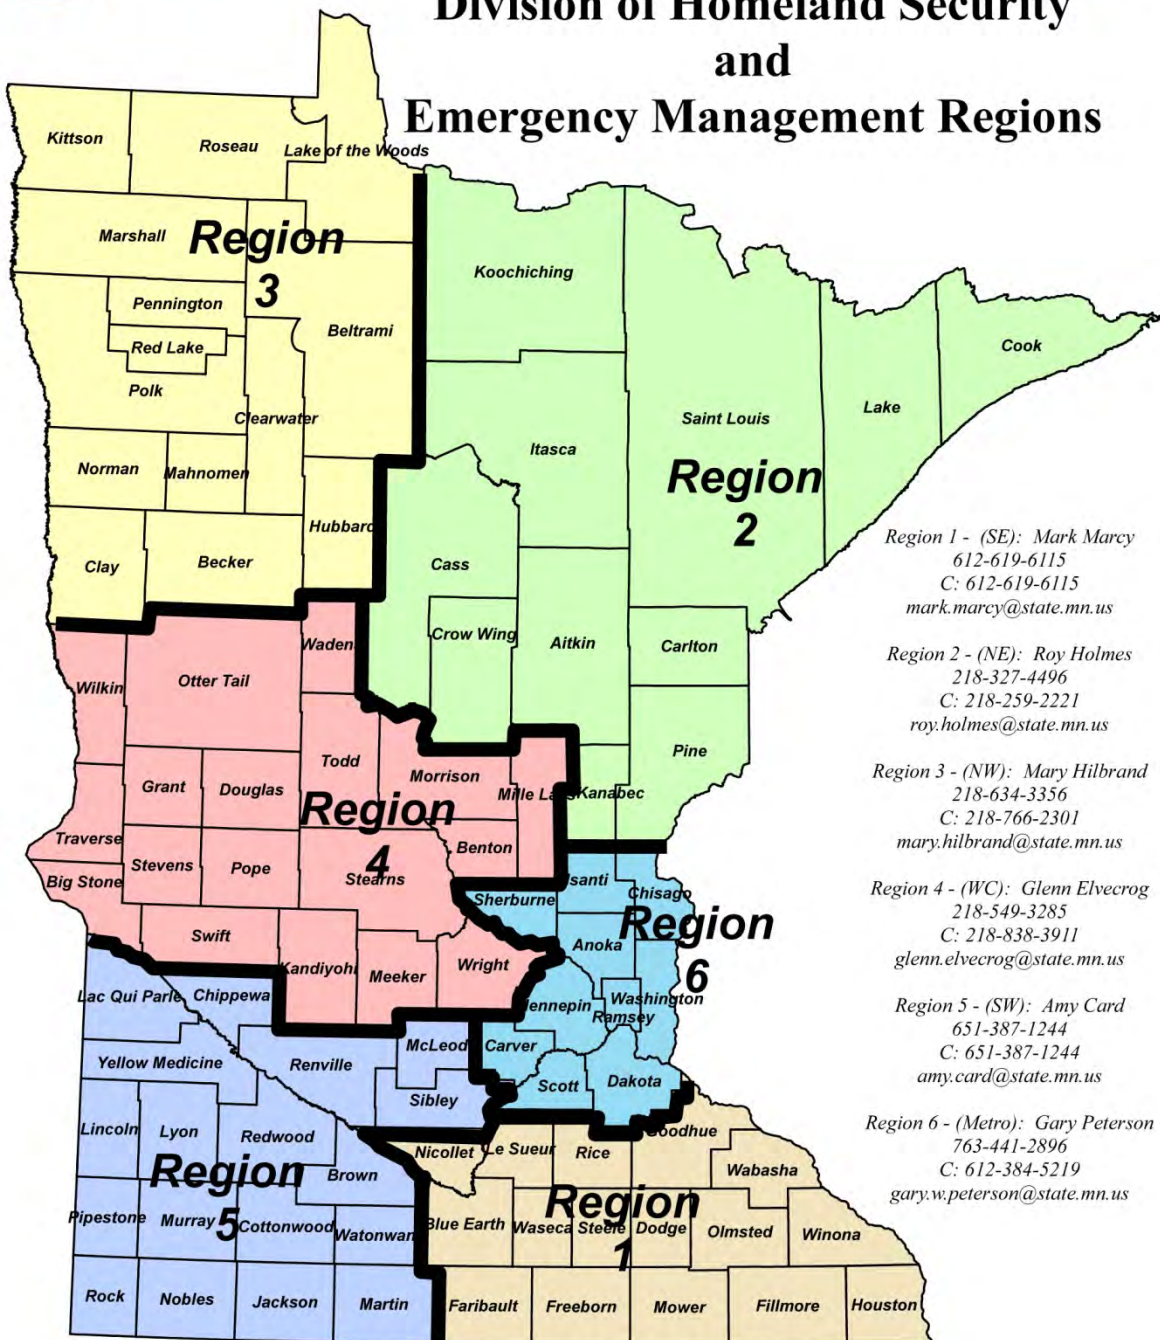 Division of Homeland Security
and
Emergency Management Regions
Kittson
Roseau
Lake of the Woods
Marshall
Region
3
Pennington
Red Lake
Beltrami
Polk
Clearwater
Norman
Mahnomen
Hubbard
Clay
Becker
Koochiching
Cook
Lake
Saint Louis
Itasca
Region
2
Cass
Crow Wing
Aitkin
Carlton
Pine
Kanabec
Wilkin
Otter Tail
Waden
Todd
Morrison
Mille La
Grant
Douglas
Region
4
Traverse
Stevens
Pope
Stearns
Benton
Big Stone
Swift
Kandiyohi
Meeker
Wright
Sherburne
Isanti
Chisago
Region
6
Anoka
Hennepin
Washington
Ramsey
Carver
Scott
Dakota
Lac Qui Parle
Chippewa
Yellow Medicine
Renville
McLeod
Sibley
Lincoln
Lyon
Redwood
Brown
Region
5
Pipestone
Murray
Cottonwood
Watonwan
Rock
Nobles
Jackson
Martin
Nicollet
Le Sueur
Rice
Goodhue
Wabasha
Region
1
Blue Earth
Waseca
Steele
Dodge
Olmsted
Winona
Faribault
Freeborn
Mower
Fillmore
Houston
Region 1 - (SE): Mark Marcy
612-619-6115
C: 612-619-6115
mark.marcy@state.mn.us
Region 2 - (NE): Roy Holmes
218-327-4496
C: 218-259-2221
roy.holmes@state.mn.us
Region 3 - (NW): Mary Hilbrand
218-634-3356
C: 218-766-2301
mary.hilbrand@state.mn.us
Region 4 - (WC): Glenn Elvecrog
218-549-3285
C: 218-838-3911
glenn.elvecrog@state.mn.us
Region 5 - (SW): Amy Card
651-387-1244
C: 651-387-1244
amy.card@state.mn.us
Region 6 - (Metro): Gary Peterson
763-441-2896
C: 612-384-5219
gary.w.peterson@state.mn.us